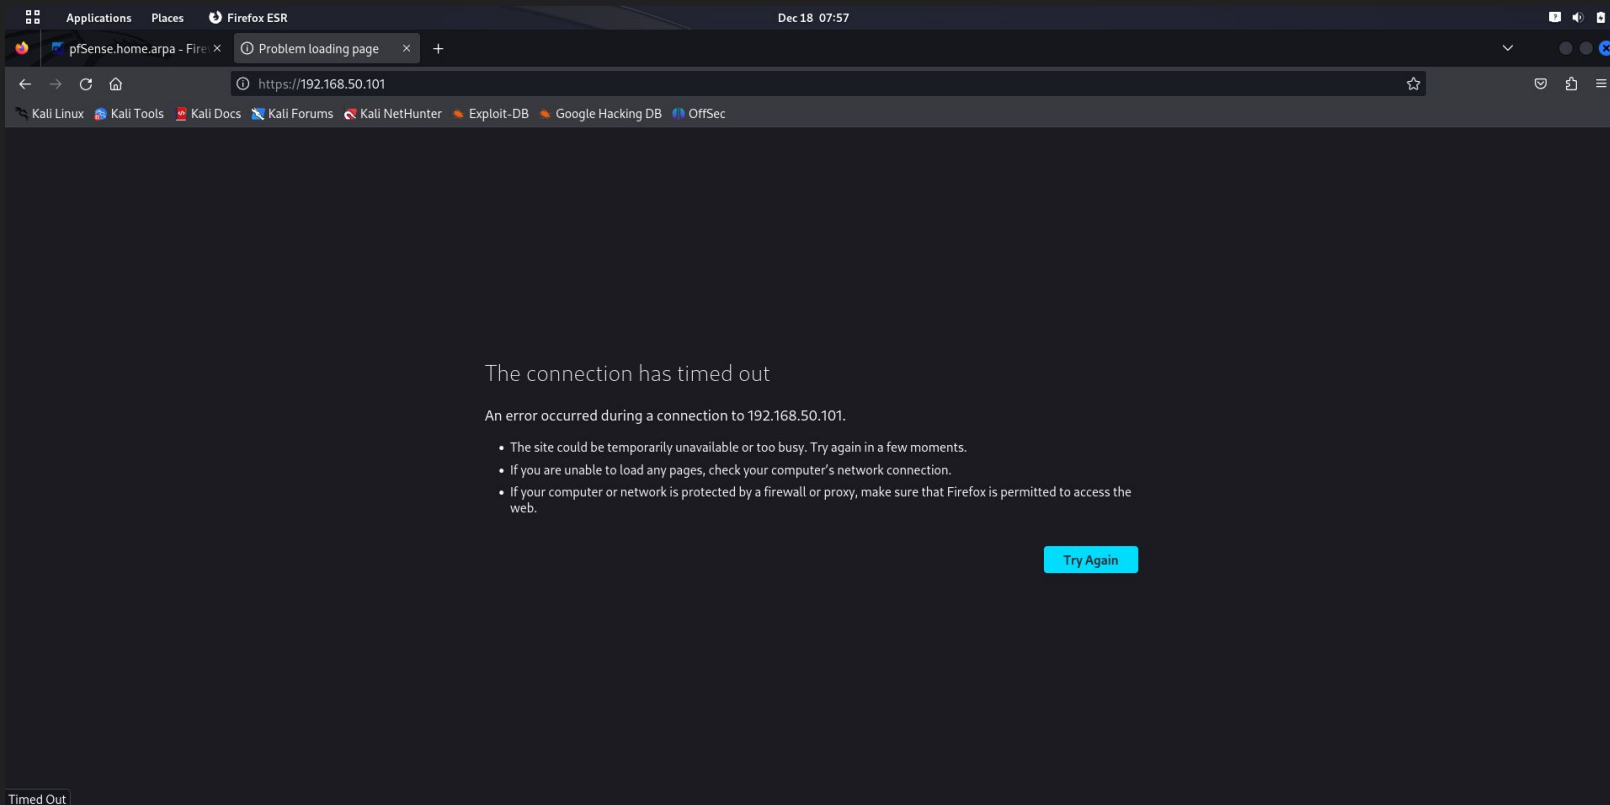 Applications Places Firefox ESR Dec 18 07:57
pfSense.home.arpa - Fire Problem loading page
https://192.168.50.101
Kali Linux Kali Tools Kali Docs Kali Forums Kali NetHunter Exploit-DB Google Hacking DB OffSec
The connection has timed out
An error occurred during a connection to 192.168.50.101.
• The site could be temporarily unavailable or too busy. Try again in a few moments.
• If you are unable to load any pages, check your computer’s network connection.
• If your computer or network is protected by a firewall or proxy, make sure that Firefox is permitted to access the
web.
Try Again
Timed Out